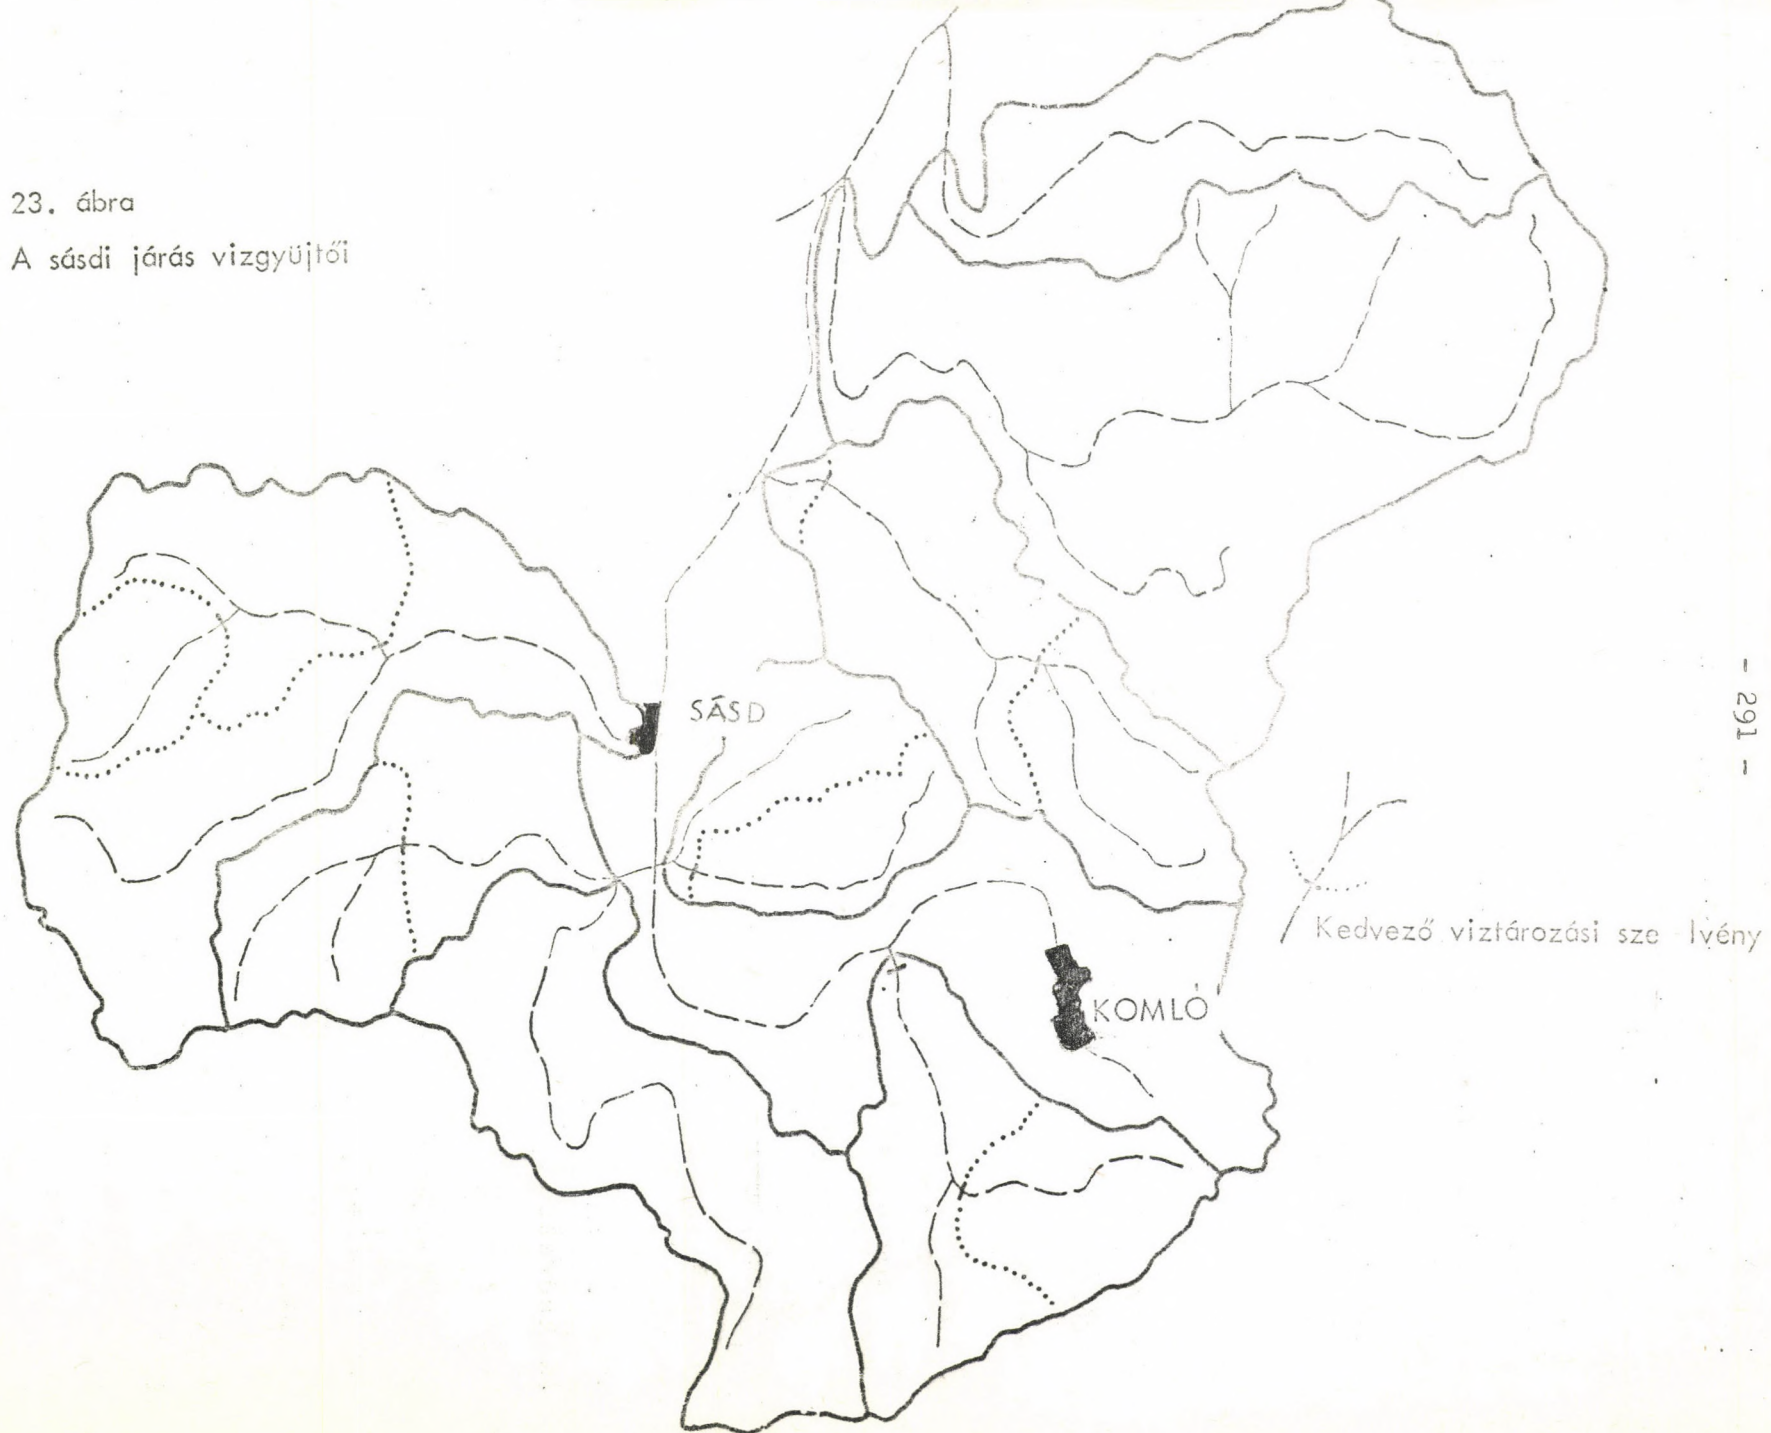 23. ábra
A sásdi járás vizgyüjtői
SÁSD
Kedvező viztározási sze lvény
KOMLÓ
- 291 -